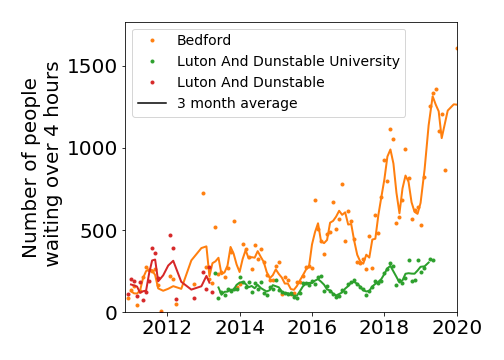 Number of people
waiting over 4 hours
1500
1000
500
0
Bedford
Luton And Dunstable University
Luton And Dunstable
3 month average
2012
2014
2016
2018
2020